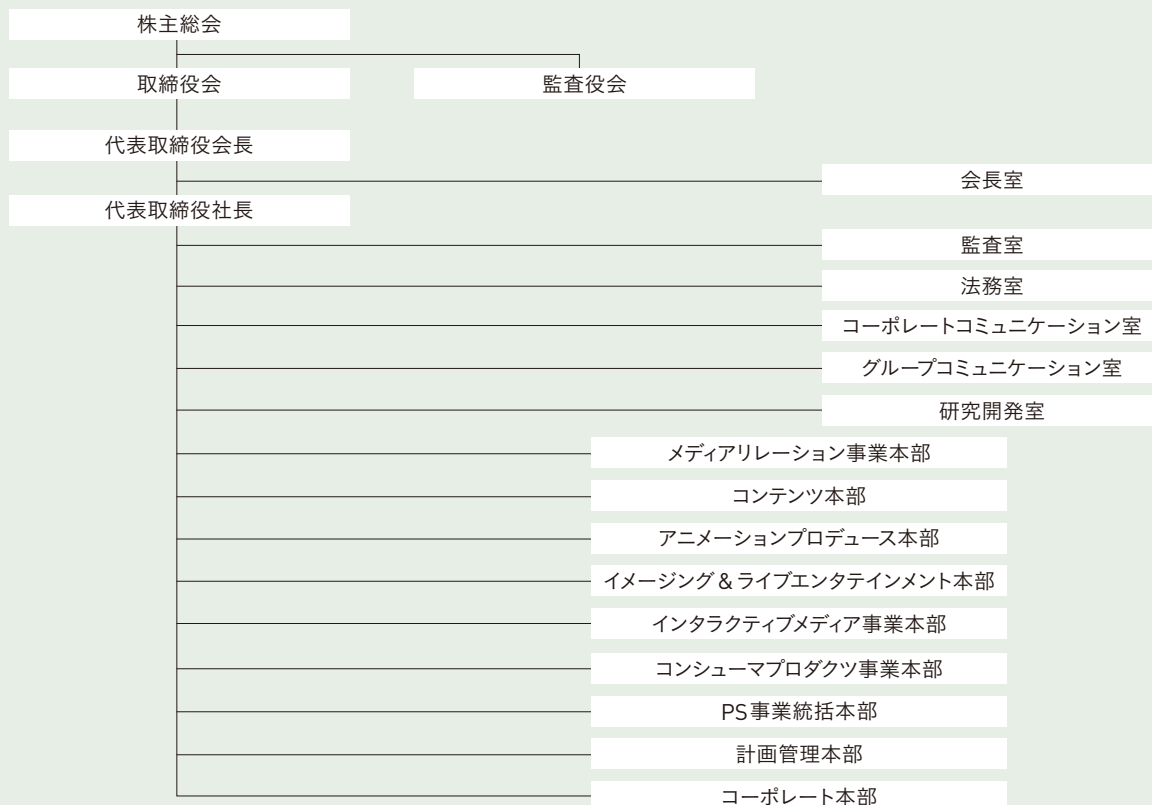 株主総会
取締役会
監査役会
代表取締役会長
会長室
代表取締役社長
監査室
法務室
コーポレートコミュニケーション室
グループコミュニケーション室
研究開発室
メディアリレーション事業本部
コンテンツ本部
アニメーションプロデュース本部
イメージング&ライブエンタテインメント本部
インタラクティブメディア事業本部
コンシューマプロダクツ事業本部
PS事業統括本部
計画管理本部
コーポレート本部